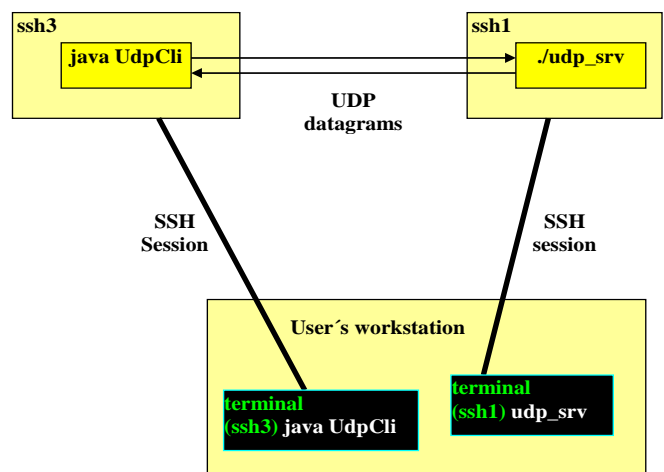 ssh3
java UdpCli
ssh1
./udp_srv
UDP
datagrams
SSH
Session
SSH
session
User´s workstation
terminal
(ssh3) java UdpCli
terminal
(ssh1) udp_srv